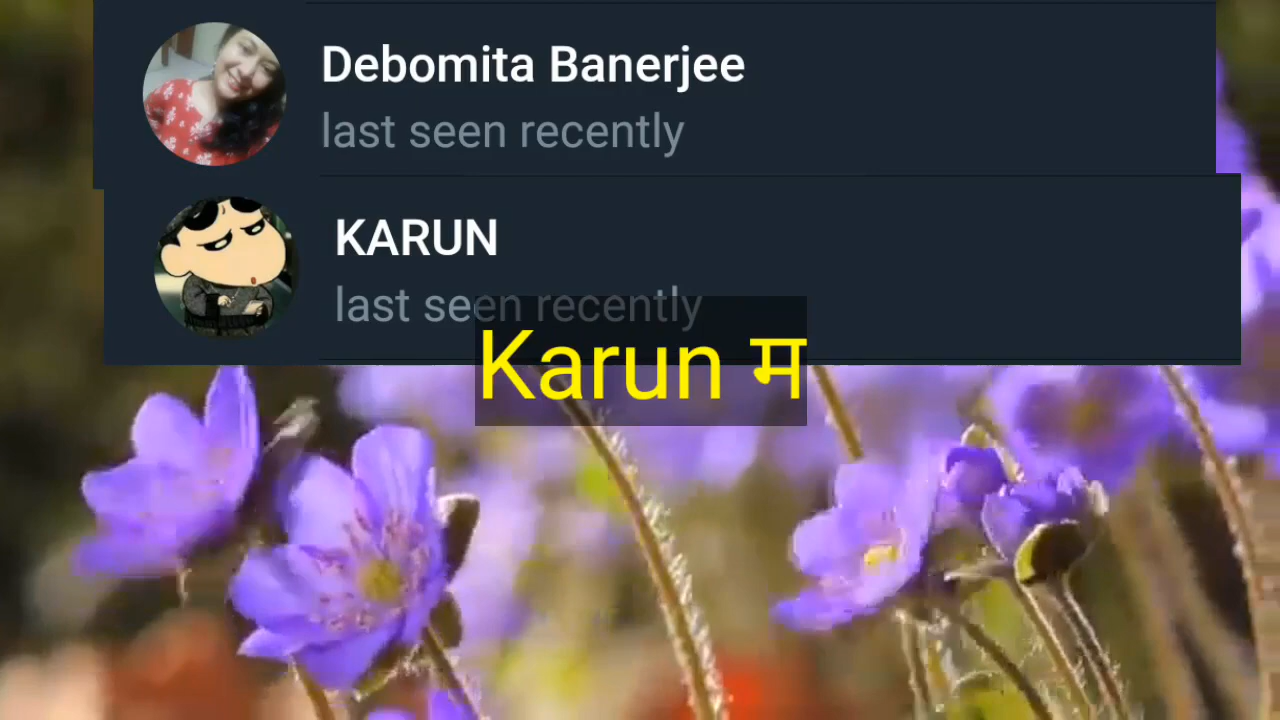 Debomita Banerjee
last seen recently
KARUN
last seen recently
Karun म